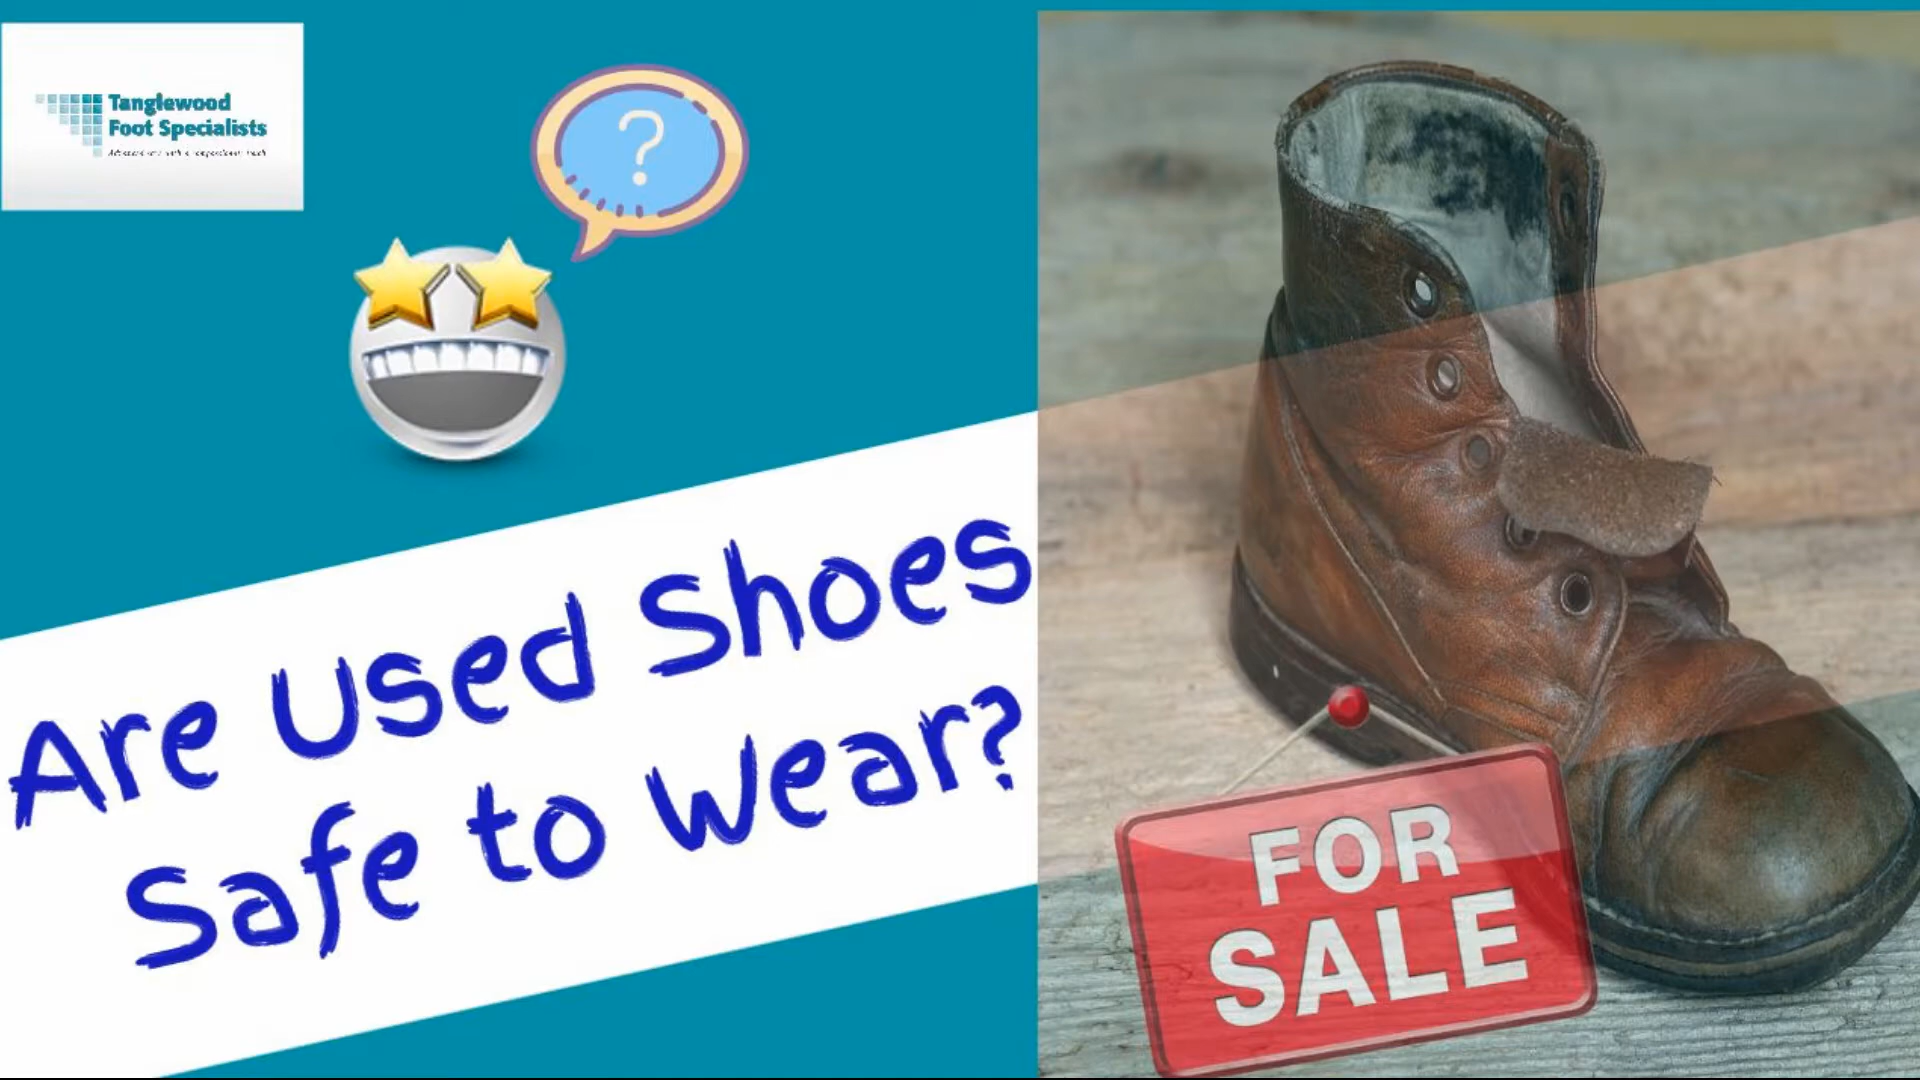 Tanglewood
Foot Specialists
?
Are Used Shoes
Safe to Wear?
FOR
SALE